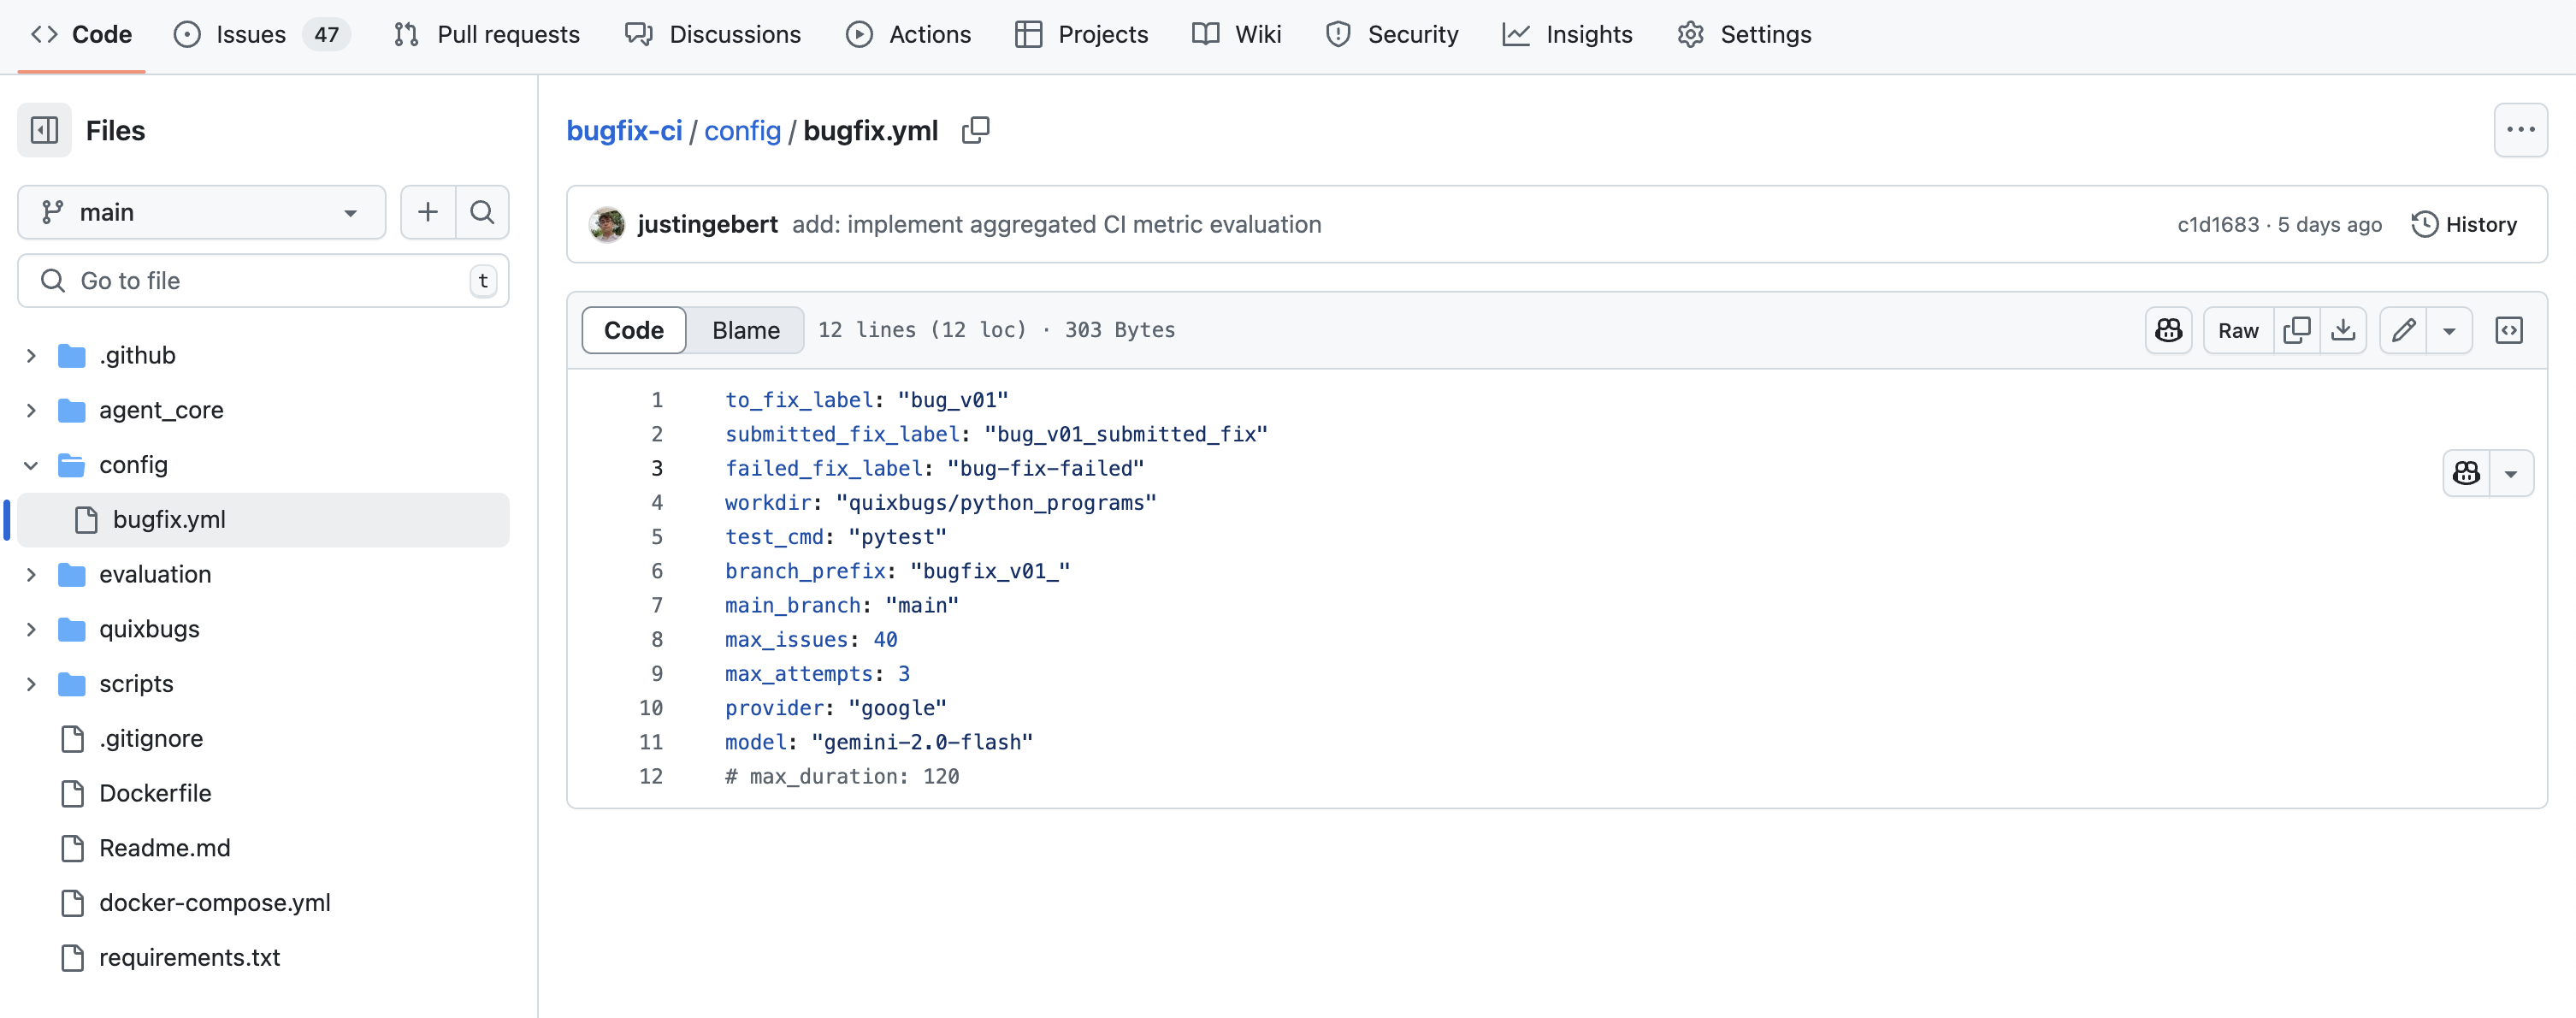 Code Issues 47 Pull requests Discussions Actions Projects Wiki Security Insights Settings
Files
main
Go to file t
.github
agent_core
config
bugfix.yml
evaluation
quixbugs
scripts
.gitignore
Dockerfile
Readme.md
docker-compose.yml
requirements.txt
bugfix-ci / config / bugfix.yml
justingebert add: implement aggregated CI metric evaluation c1d1683 · 5 days ago History
Code Blame 12 lines (12 loc) · 303 Bytes Raw
1 to_fix_label: "bug_v01"
2 submitted_fix_label: "bug_v01_submitted_fix"
3 failed_fix_label: "bug-fix-failed"
4 workdir: "quixbugs/python_programs"
5 test_cmd: "pytest"
6 branch_prefix: "bugfix_v01_"
7 main_branch: "main"
8 max_issues: 40
9 max_attempts: 3
10 provider: "google"
11 model: "gemini-2.0-flash"
12 # max_duration: 120